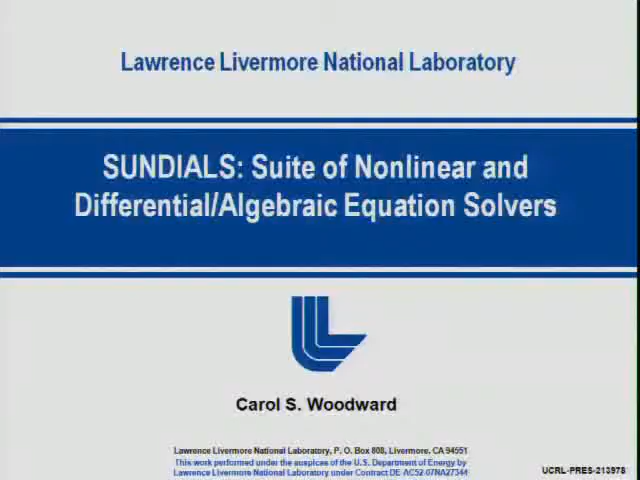 Lawrence Livermore National Laboratory
SUNDIALS: Suite of Nonlinear and
Differential/Algebraic Equation Solvers
Carol S. Woodward
Lawrence Livermore National Laboratory, P. O. Box 808, Livermore, CA 94551
This work performed under the auspices of the U.S. Department of Energy by
Lawrence Livermore National Laboratory under Contract DE-AC52-07NA27344
UCRL-PRES-213978